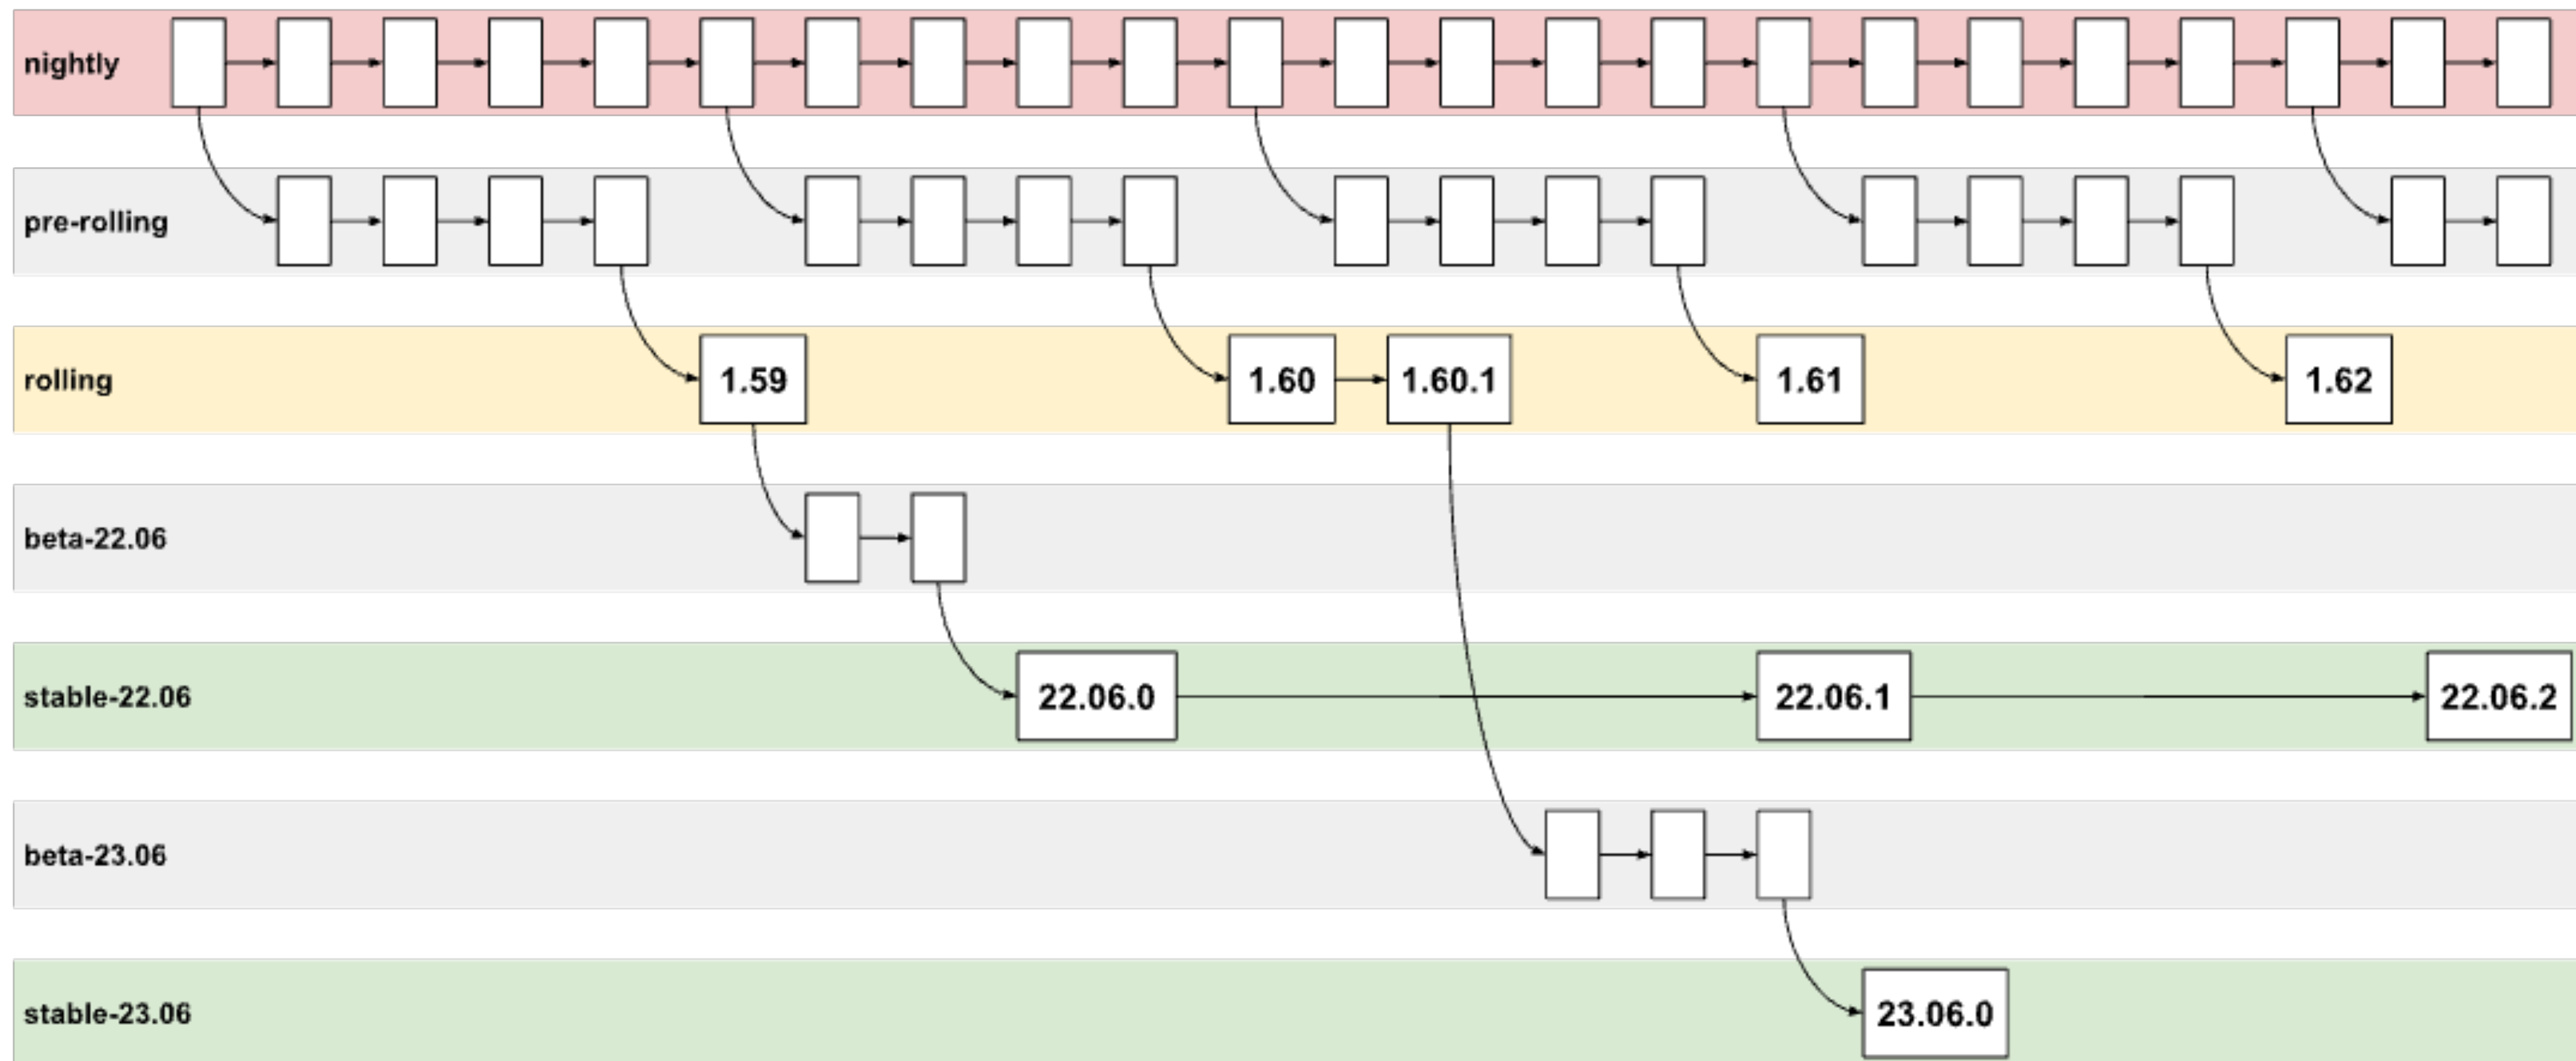 nightly
pre-rolling
rolling
1.59
1.60
1.60.1
1.61
1.62
beta-22.06
stable-22.06
22.06.0
22.06.1
22.06.2
beta-23.06
stable-23.06
23.06.0